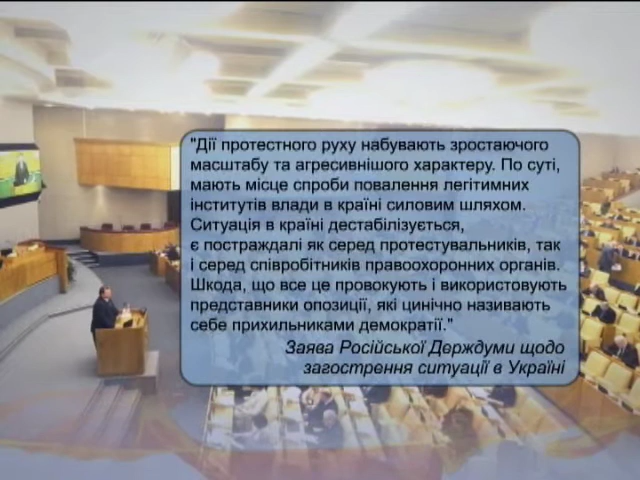 "Дії протестного руху набувають зростаючого
масштабу та агресивнішого характеру. По суті,
мають місце спроби повалення легітимних
інститутів влади в країні силовим шляхом.
Ситуація в країні дестабілізується,
є постраждалі як серед протестувальників, так
і серед співробітників правоохоронних органів.
Шкода, що все це провокують і використовують
представники опозиції, які цинічно називають
себе прихильниками демократії."
Заява Російської Держдуми щодо
загострення ситуації в Україні